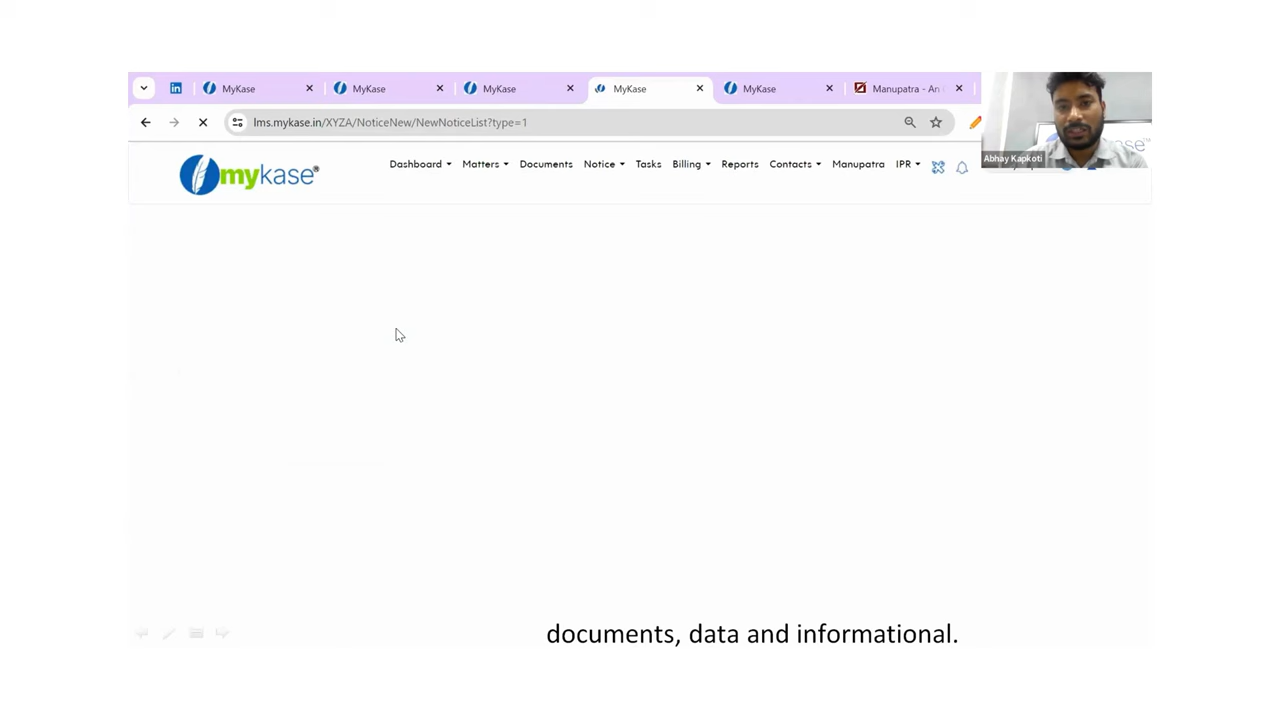 MyKase
MyKase
MyKase
MyKase
MyKase
Manupatra - An
lms.mykase.in/XYZA/NoticeNew/NewNoticeList?type=1
mykase®
Dashboard Matters Documents Notice Tasks Billing Reports Contacts Manupatra IPR
Abhay Kapkoti
documents, data and informational.